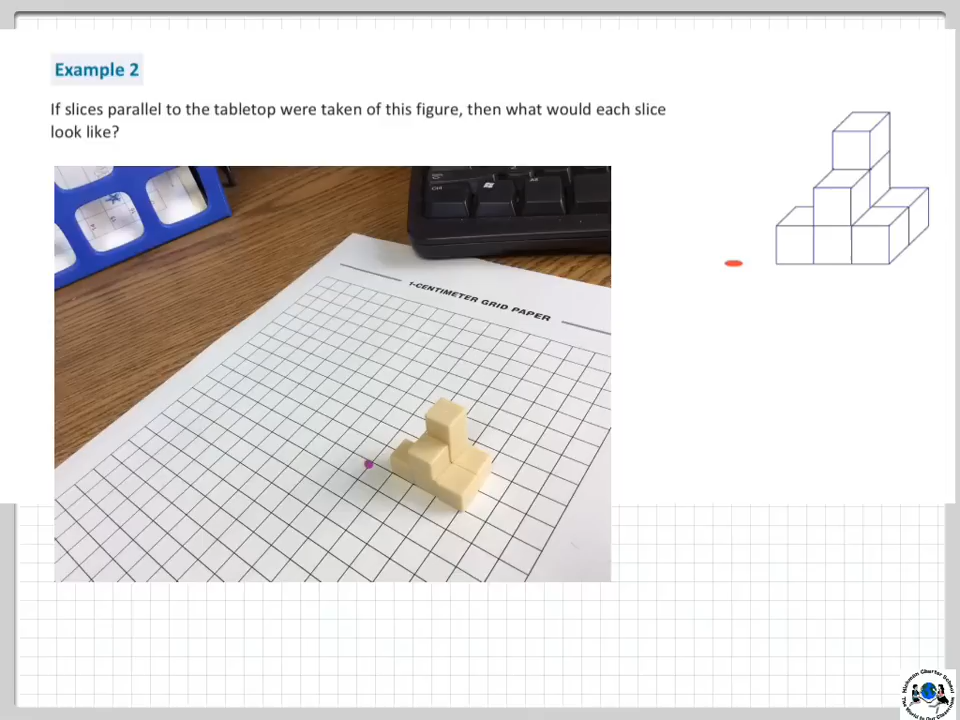 Example 2
If slices parallel to the tabletop were taken of this figure, then what would each slice
look like?
1-CENTIMETER GRID PAPER